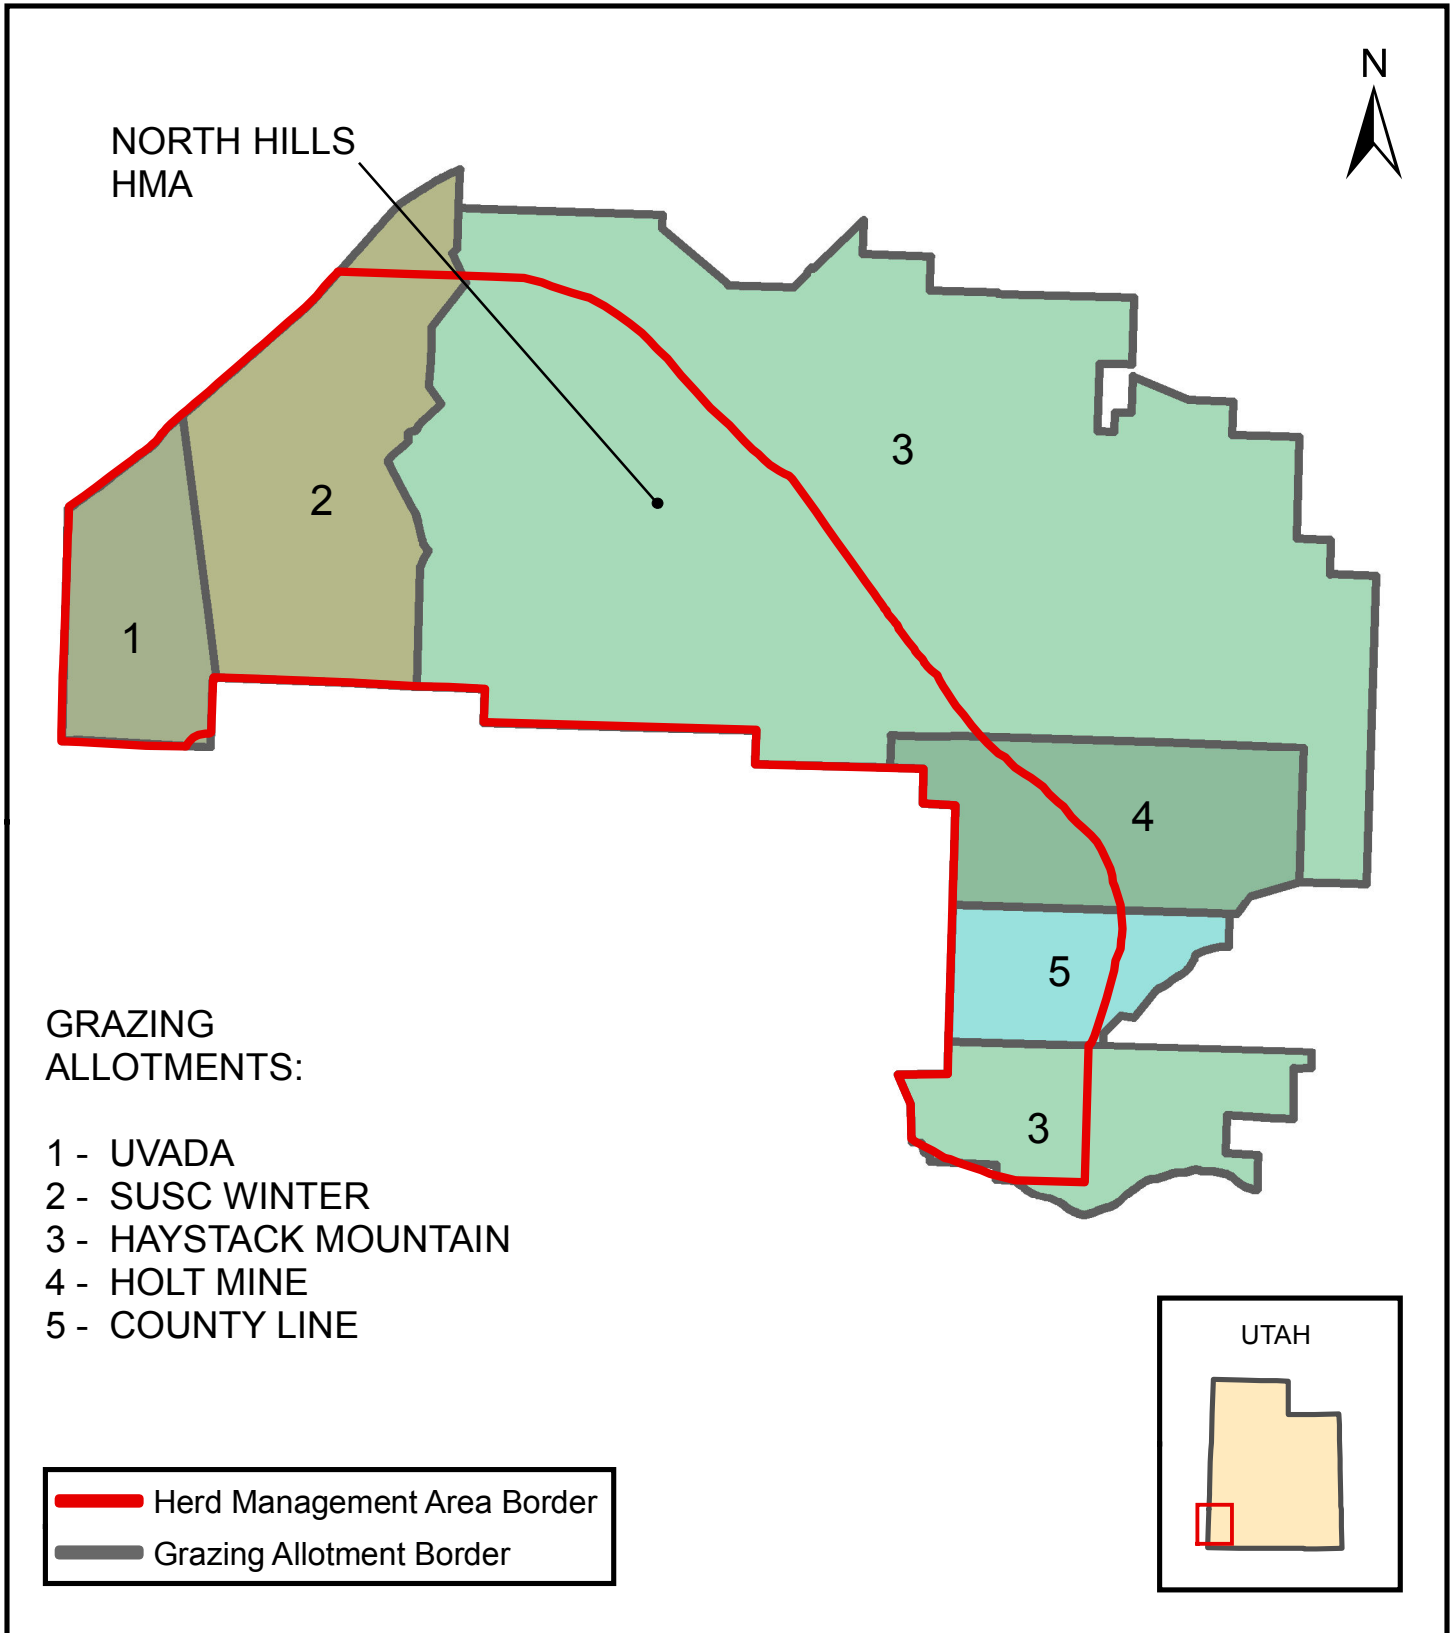 N
NORTH HILLS
HMA
3
2
1
4
5
3
GRAZING
ALLOTMENTS:
1 - UVADA
2 - SUSC WINTER
3 - HAYSTACK MOUNTAIN
4 - HOLT MINE
5 - COUNTY LINE
UTAH
Herd Management Area Border
Grazing Allotment Border